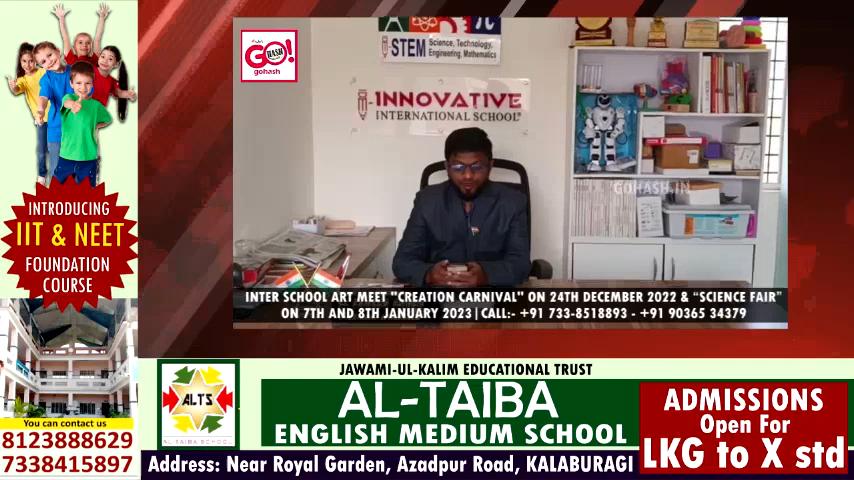 GO!
HASH
gohash
STEM Science, Technology,
Engineering, Mathematics
INNOVATIVE
INTERNATIONAL SCHOOL
GOHASH.IN
INTER SCHOOL ART MEET "CREATION CARNIVAL" ON 24TH DECEMBER 2022 & “SCIENCE FAIR”
ON 7TH AND 8TH JANUARY 2023 | CALL:- +91 733-8518893 - +91 90365 34379
INTRODUCING
IIT & NEET
FOUNDATION
COURSE
You can contact us
8123888629
7338415897
ALTS
AL-TAIBA SCHOOL
JAWAMI-UL-KALIM EDUCATIONAL TRUST
AL-TAIBA
ENGLISH MEDIUM SCHOOL
Address: Near Royal Garden, Azadpur Road, KALABURAGI
ADMISSIONS
Open For
LKG to X std